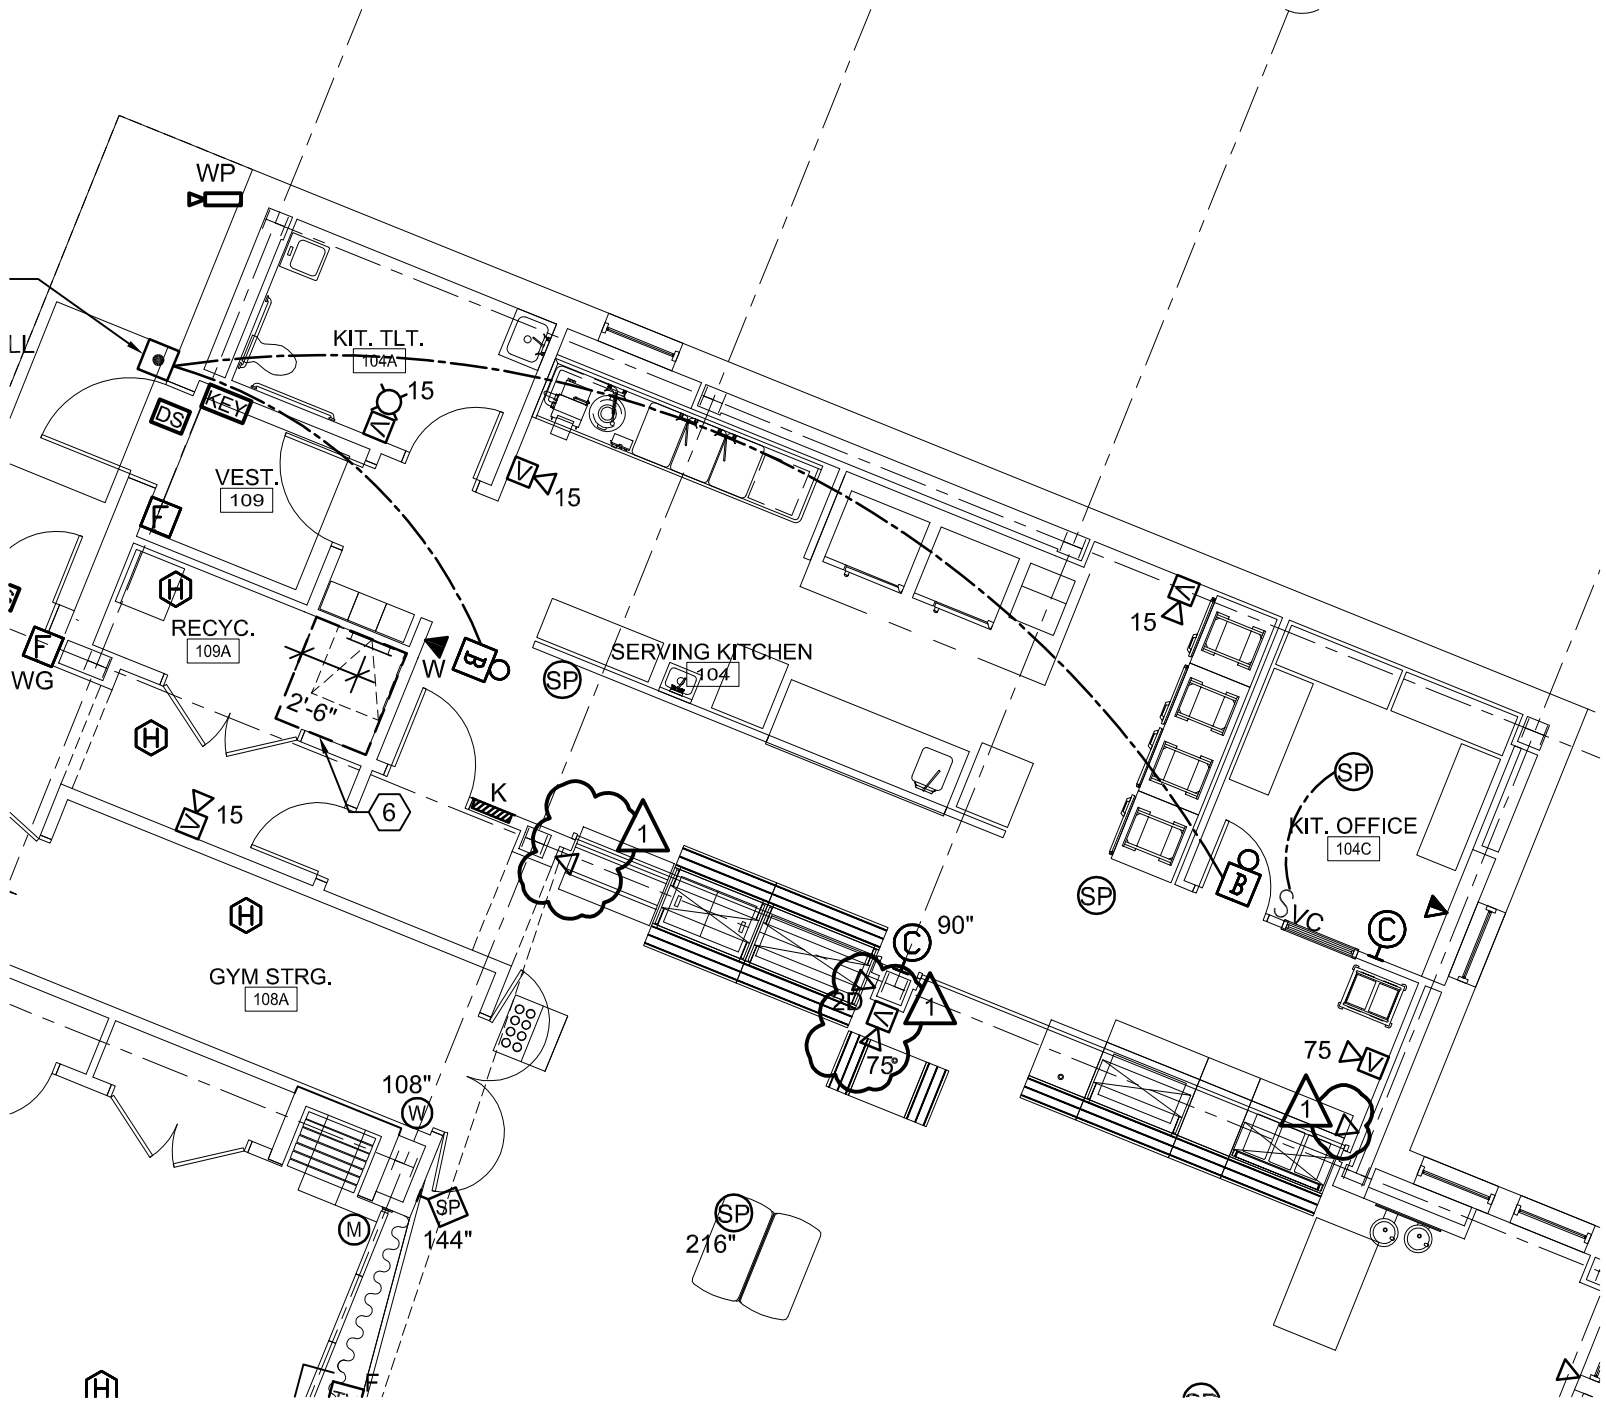 WP
LL
KIT. TLT.
104A
15
KEY
DS
VEST.
109
V
V
15
F
H
V
15
RECYC.
109A
F
WG
W
B
SERVING KITCHEN
104
SP
2'-6"
H
SP
K
6
V
15
1
KIT. OFFICE
104C
B
SP
S
VC
C
H
C
90"
GYM STRG.
108A
2D
1
V
75
75
V
1
108"
W
SP
144"
M
SP
216"
H
F
SP